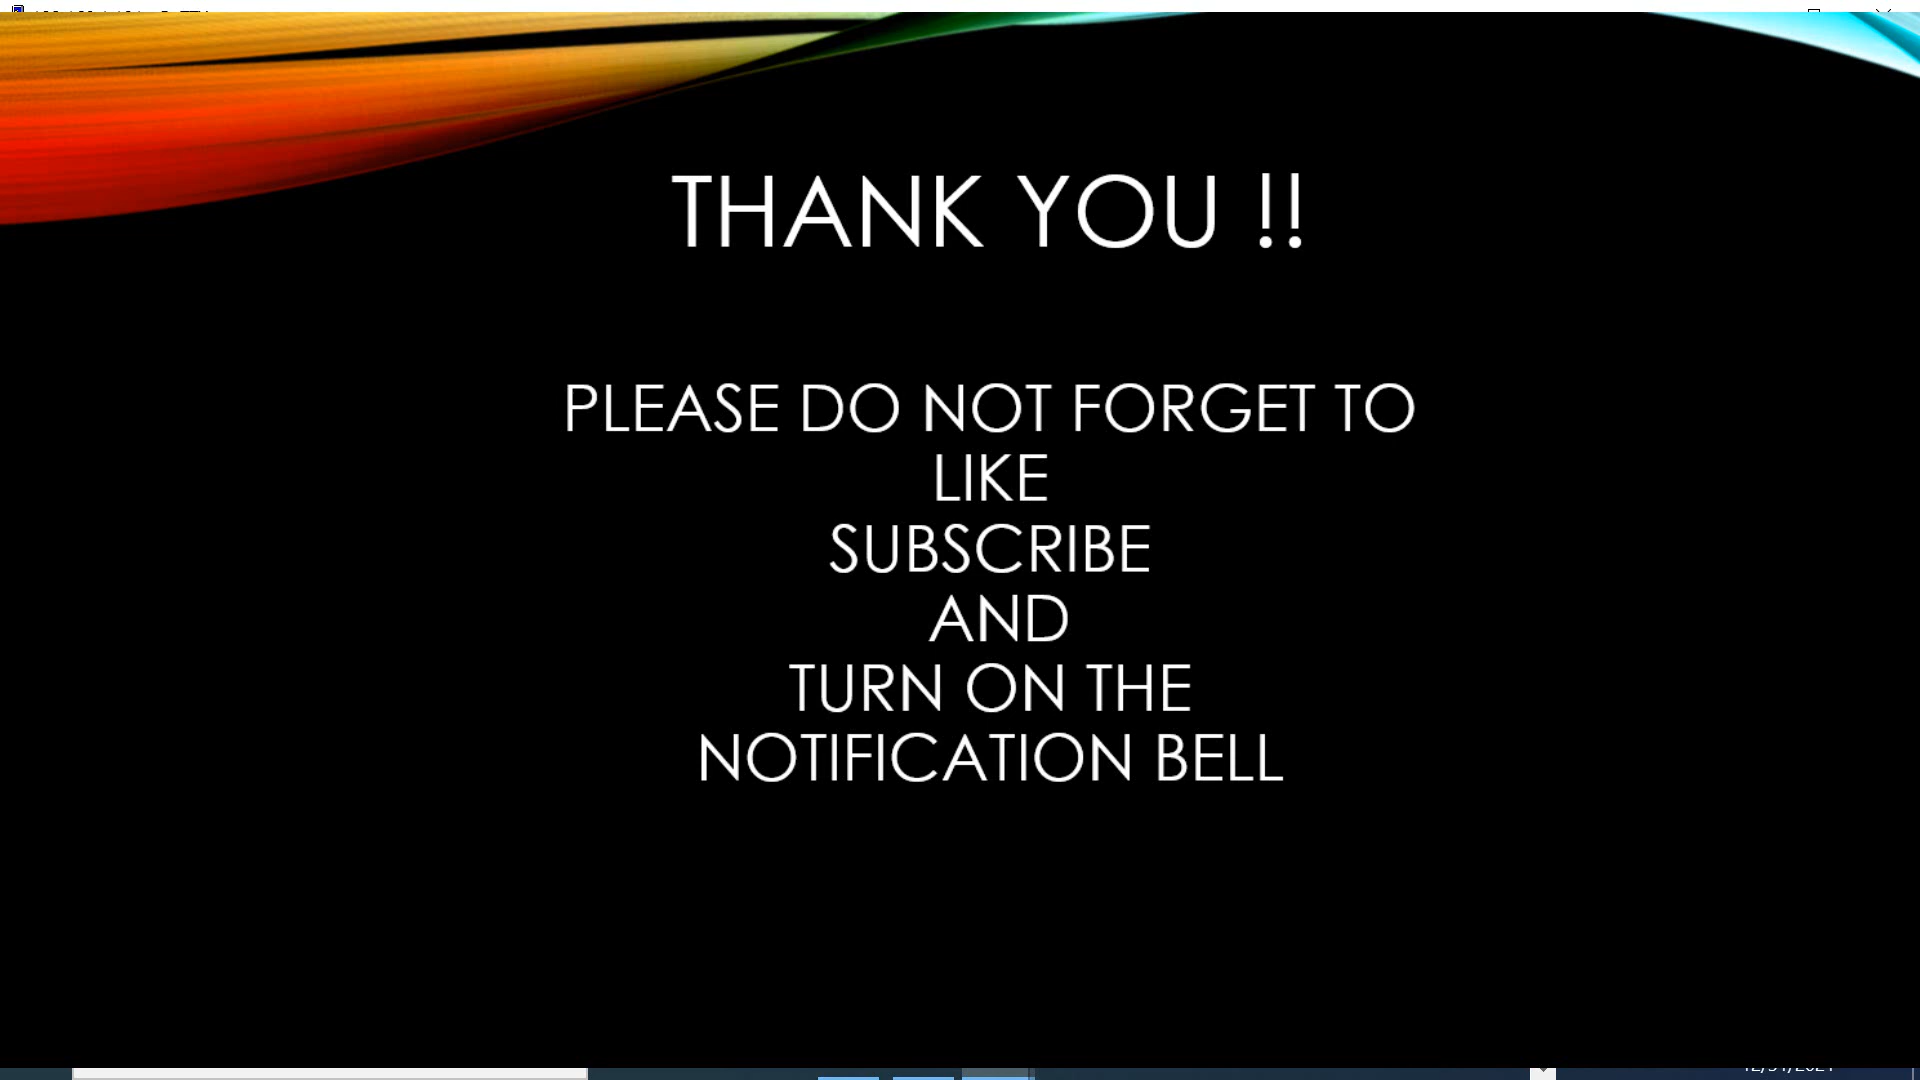 THANK YOU !!
PLEASE DO NOT FORGET TO
LIKE
SUBSCRIBE
AND
TURN ON THE
NOTIFICATION BELL